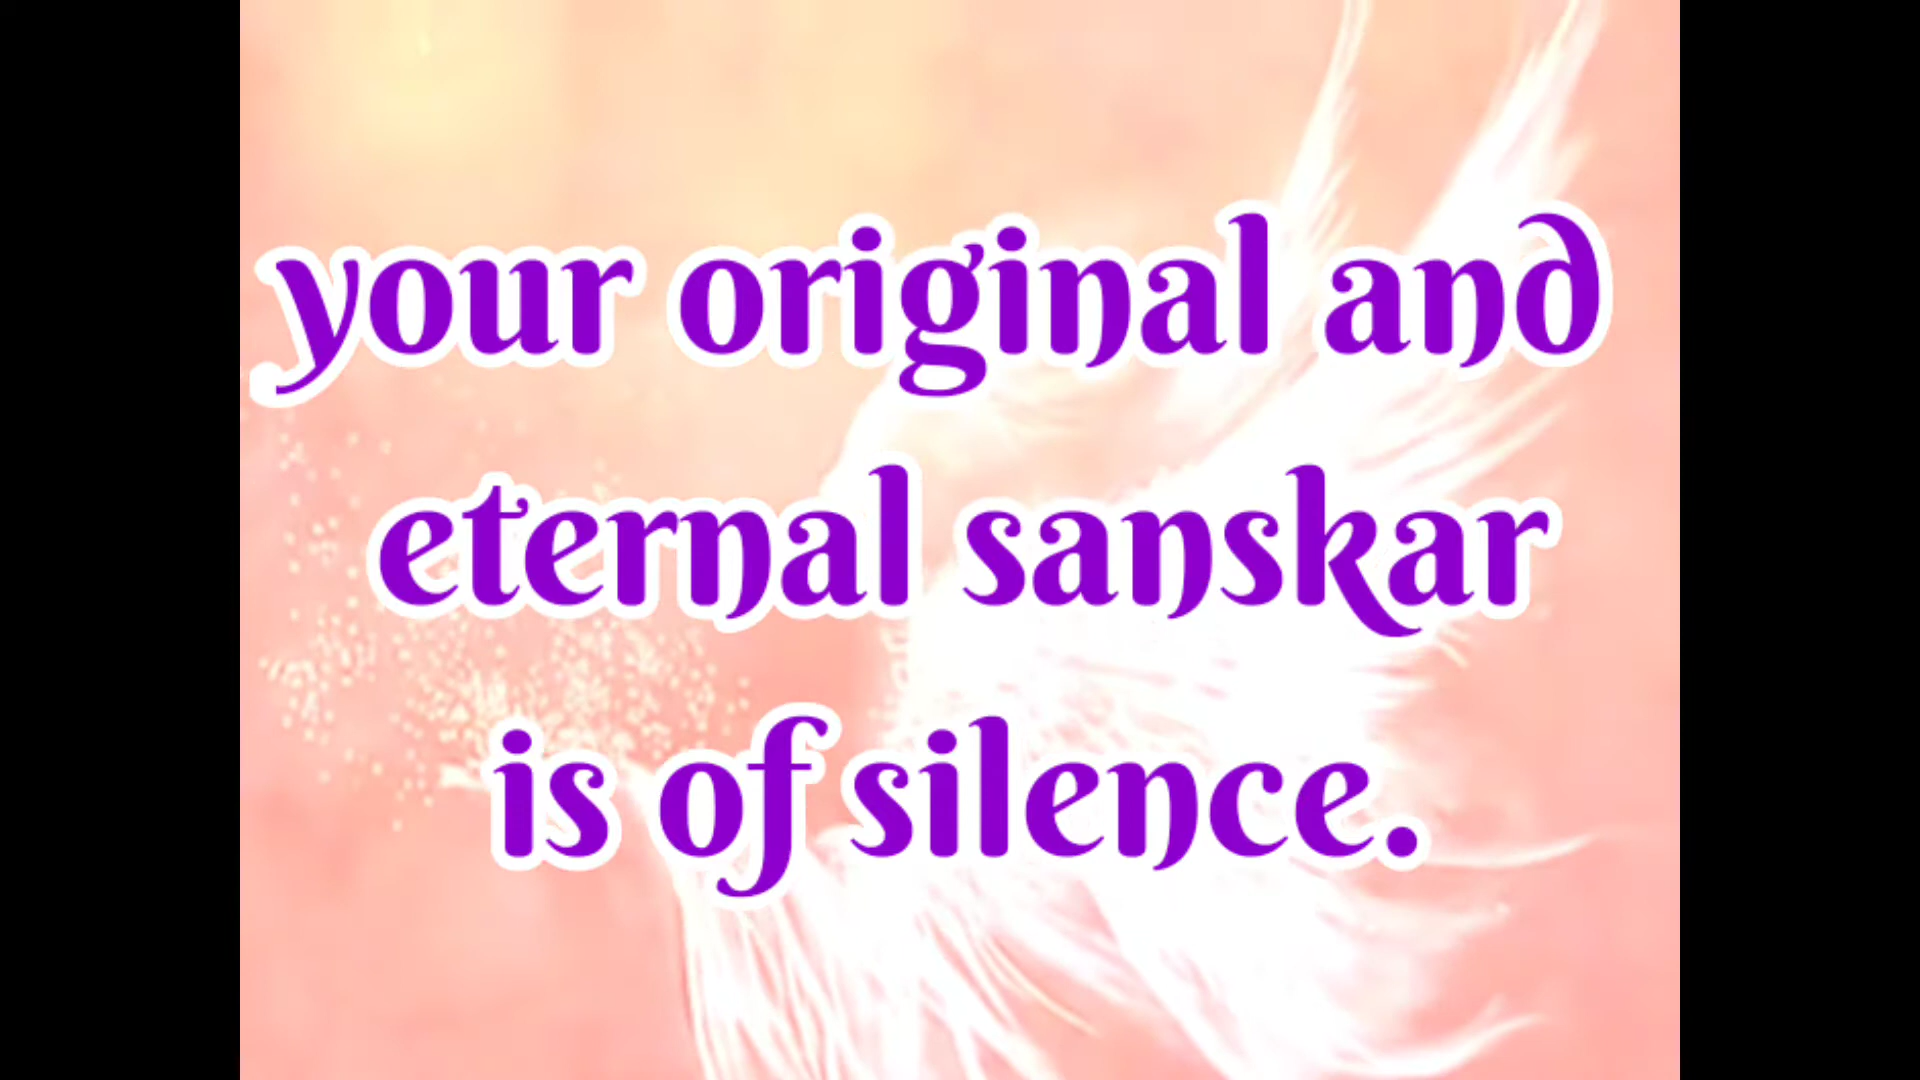 your original and
eternal sanskar
is of silence.